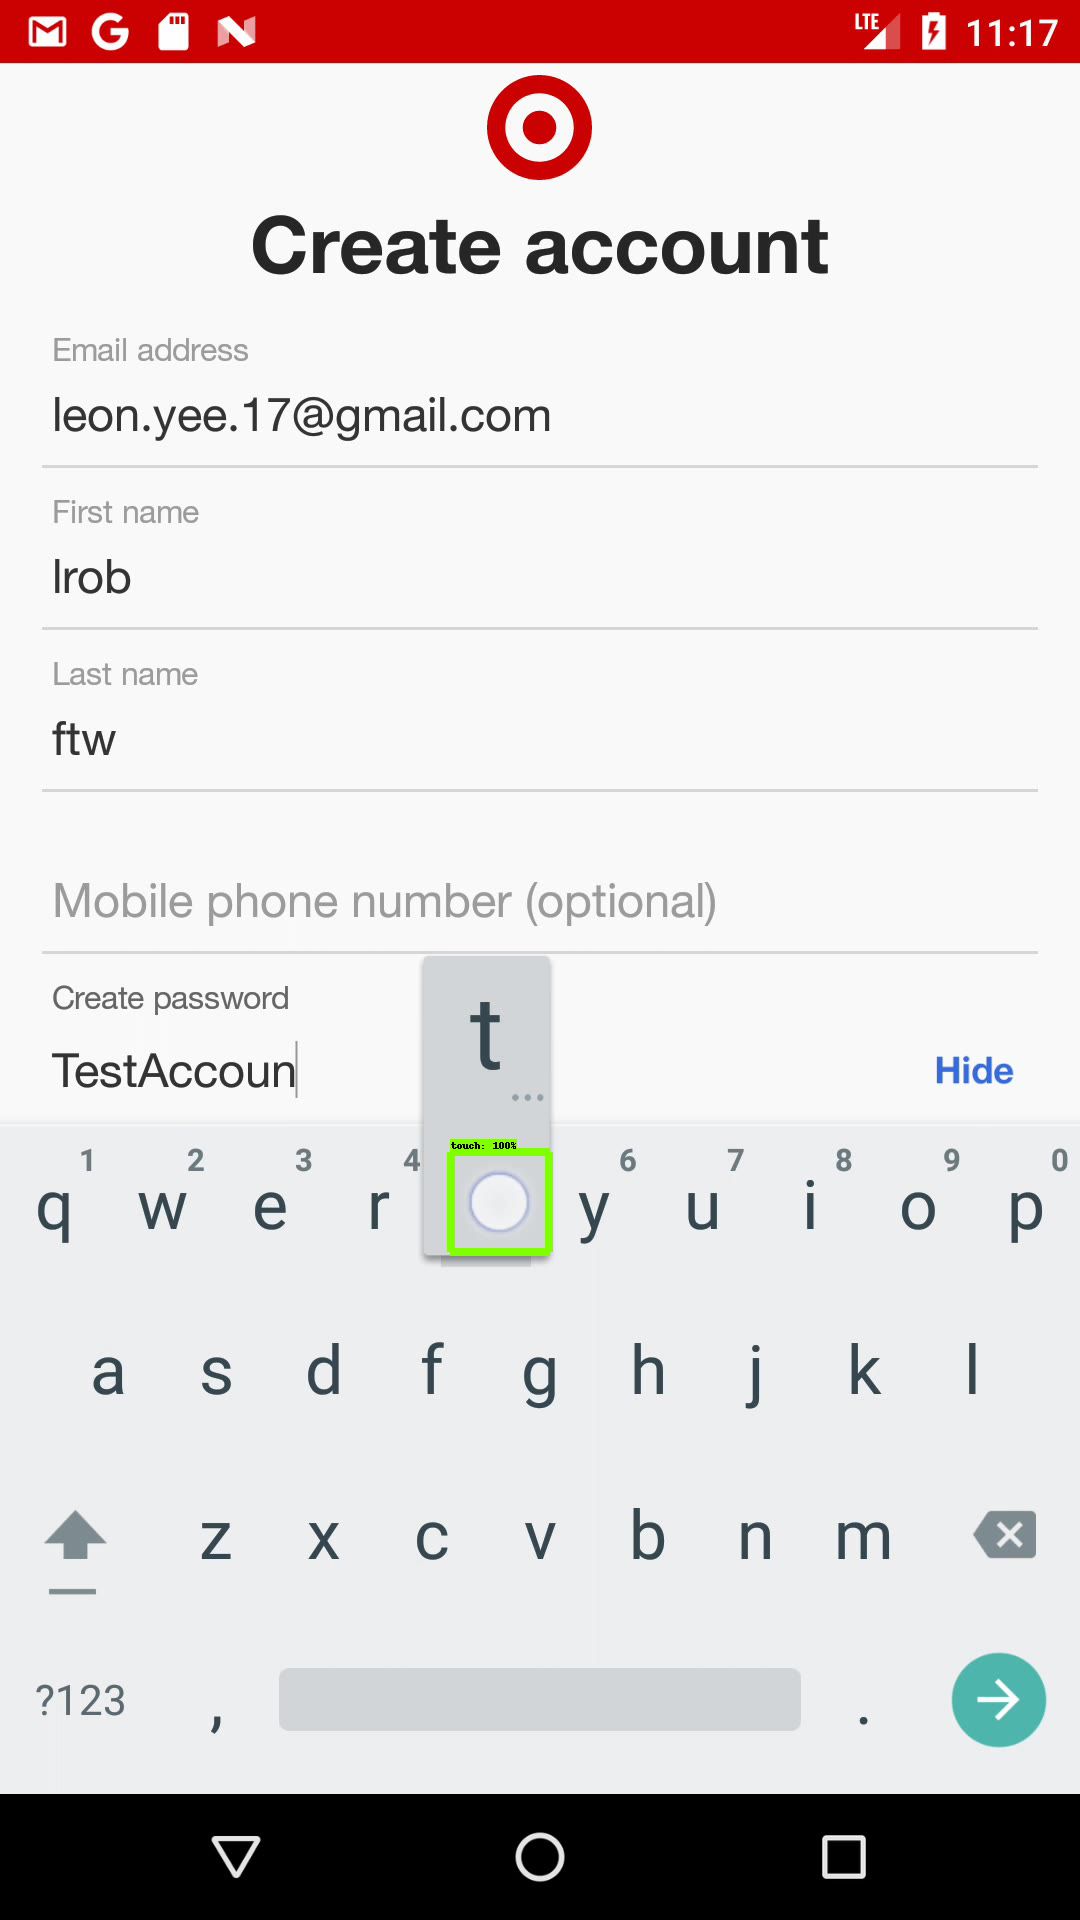 LTE 11:17
Create account
Email address
leon.yee.17@gmail.com
First name
lrob
Last name
ftw
Mobile phone number (optional)
Create password
TestAccoun
Hide
t
...
touch: 100%
1 2 3 4 6 7 8 9 0
q w e r y u i o p
a s d f g h j k l
z x c v b n m
?123 , .